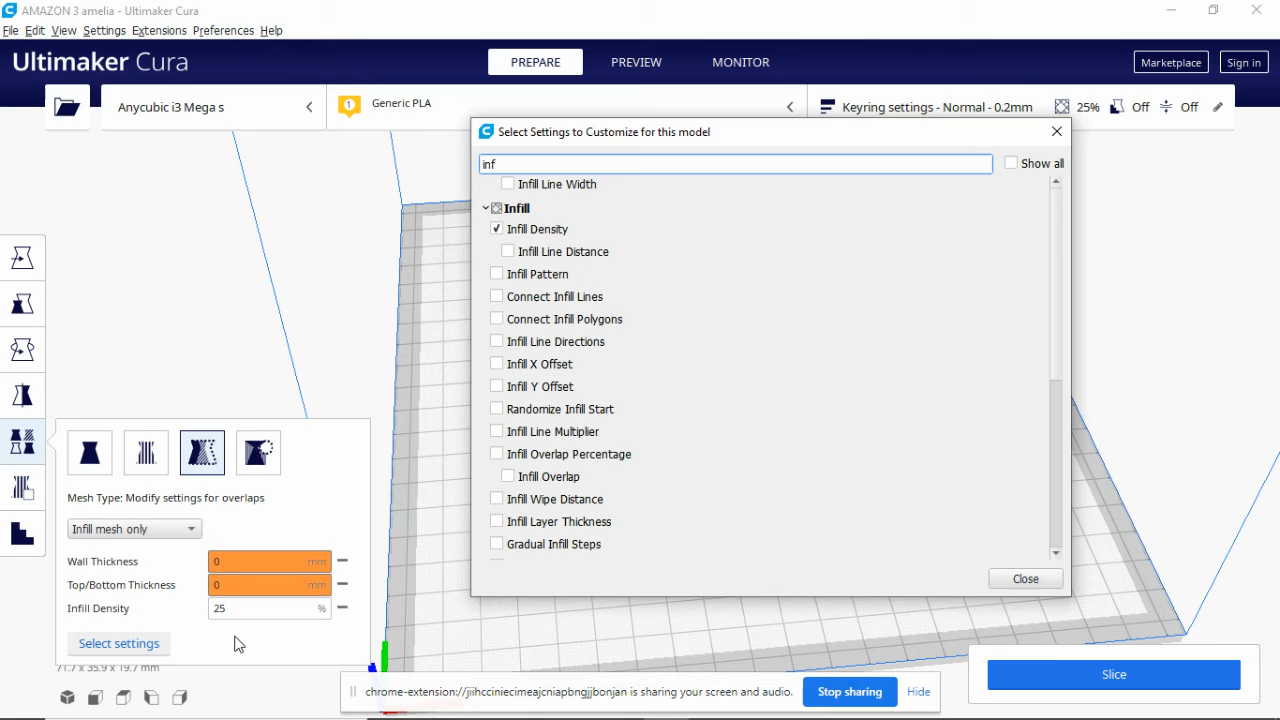 AMAZON 3 amelia - Ultimaker Cura
File Edit View Settings Extensions Preferences Help
Ultimaker Cura
PREPARE
PREVIEW
MONITOR
Marketplace
Sign in
Anycubic i3 Mega s
1
Generic PLA
Keyring settings - Normal - 0.2mm
25%
Off
Off
Select Settings to Customize for this model
inf
Show all
Infill Line Width
Infill
Infill Density
Infill Line Distance
Infill Pattern
Connect Infill Lines
Connect Infill Polygons
Infill Line Directions
Infill X Offset
Infill Y Offset
Randomize Infill Start
Infill Line Multiplier
Infill Overlap Percentage
Infill Overlap
Infill Wipe Distance
Infill Layer Thickness
Gradual Infill Steps
Close
Mesh Type: Modify settings for overlaps
Infill mesh only
Wall Thickness 0 mm
Top/Bottom Thickness 0 mm
Infill Density 25 %
Select settings
71.7 x 35.9 x 19.7 mm
chrome-extension://jiihcciniecimeajcniapbngjjbonjan is sharing your screen and audio.
Stop sharing
Hide
Slice